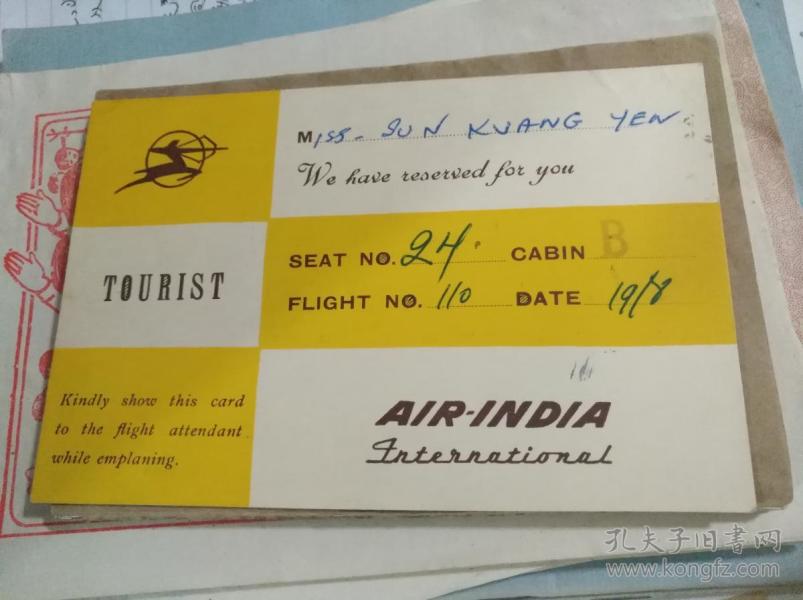 Miss. SUN KUANG YEN
We have reserved for you
TOURIST
SEAT NO. 24 CABIN B
FLIGHT NO. 110 DATE 19/8
Kindly show this card
to the flight attendant
while emplaning.
AIR-INDIA
International
孔夫子旧书网
www.kongfz.com